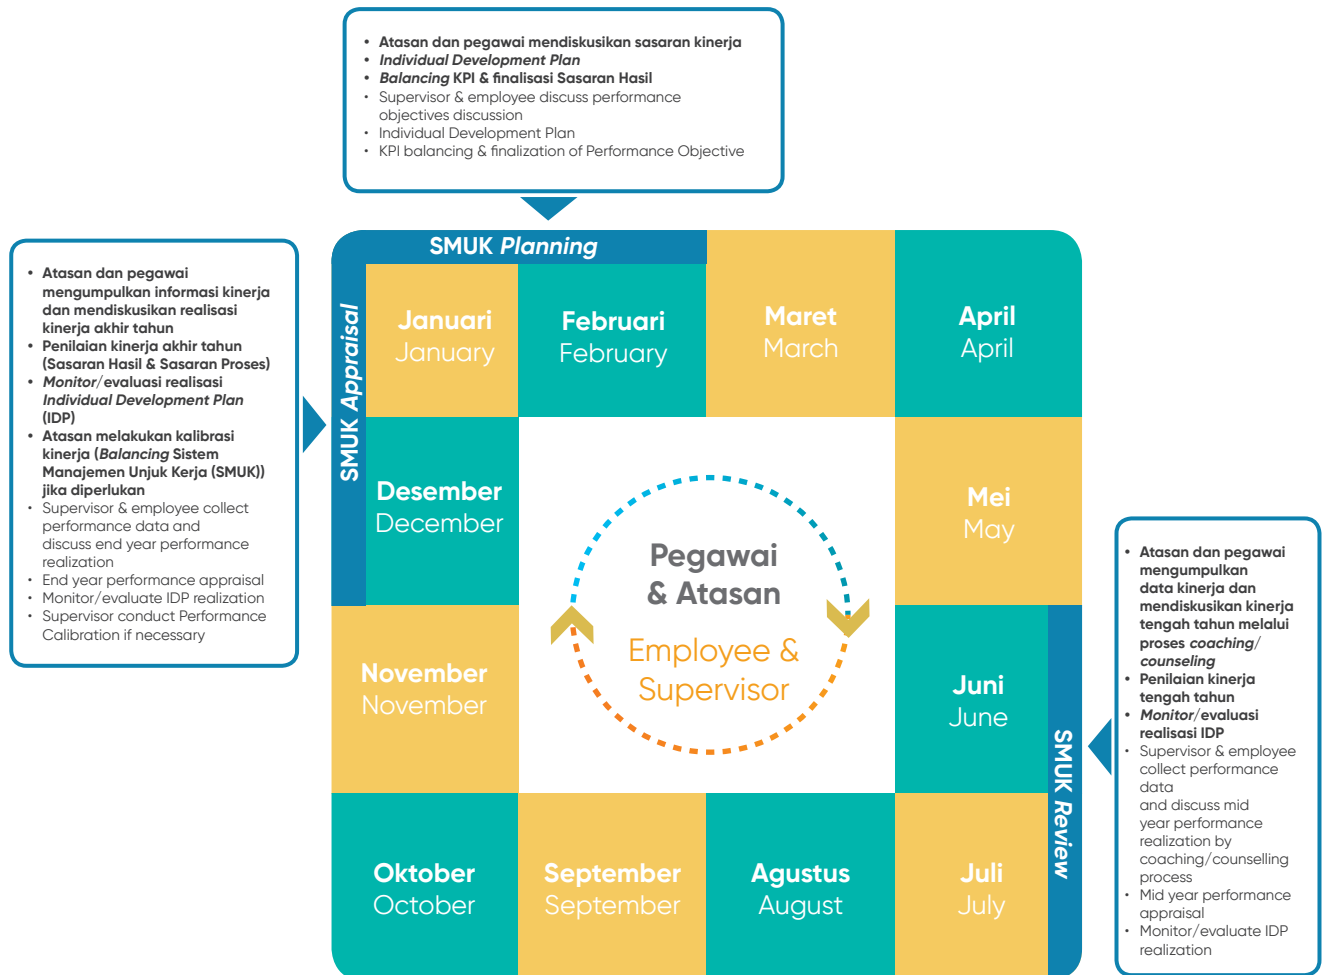 • Atasan dan pegawai mendiskusikan sasaran kinerja
• Individual Development Plan
• Balancing KPI & finalisasi Sasaran Hasil
• Supervisor & employee discuss performance
objectives discussion
• Individual Development Plan
• KPI balancing & finalization of Performance Objective
• Atasan dan pegawai
mengumpulkan informasi kinerja
dan mendiskusikan realisasi
kinerja akhir tahun
• Penilaian kinerja akhir tahun
(Sasaran Hasil & Sasaran Proses)
• Monitor/evaluasi realisasi
Individual Development Plan
(IDP)
• Atasan melakukan kalibrasi
kinerja (Balancing Sistem
Manajemen Unjuk Kerja (SMUK))
jika diperlukan
• Supervisor & employee collect
performance data and
discuss end year performance
realization
• End year performance appraisal
• Monitor/evaluate IDP realization
• Supervisor conduct Performance
Calibration if necessary
SMUK Planning
SMUK Appraisal
Januari
January
Februari
February
Maret
March
April
April
Desember
December
Mei
May
Pegawai
& Atasan
Employee &
Supervisor
November
November
Juni
June
SMUK Review
Oktober
October
September
September
Agustus
August
Juli
July
• Atasan dan pegawai
mengumpulkan
data kinerja dan
mendiskusikan kinerja
tengah tahun melalui
proses coaching/
counseling
• Penilaian kinerja
tengah tahun
• Monitor/evaluasi
realisasi IDP
• Supervisor & employee
collect performance
data
and discuss mid
year performance
realization by
coaching/counselling
process
• Mid year performance
appraisal
• Monitor/evaluate IDP
realization